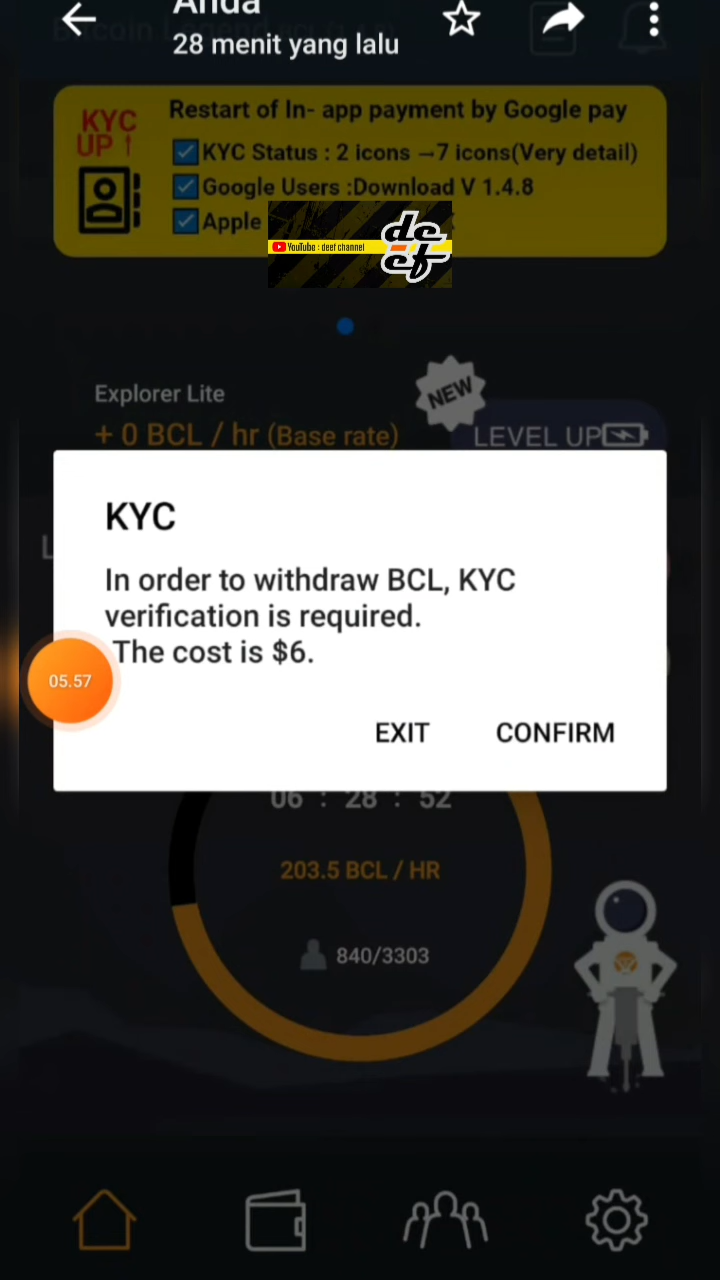 Anda
28 menit yang lalu
KYC
UP ↑
Restart of In- app payment by Google pay
KYC Status : 2 icons →7 icons(Very detail)
Google Users :Download V 1.4.8
Apple
YouTube : deef channel
de
ef
Explorer Lite
NEW
+ 0 BCL / hr (Base rate)
LEVEL UP
KYC
In order to withdraw BCL, KYC
verification is required.
The cost is $6.
05.57
EXIT CONFIRM
06 : 28 : 52
203.5 BCL / HR
840/3303